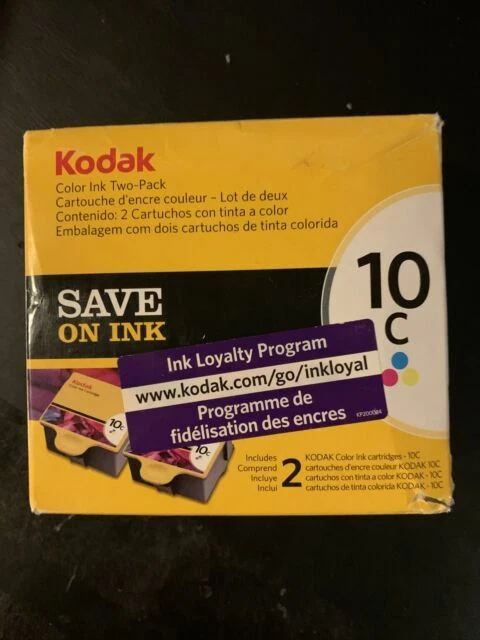 Kodak
Color Ink Two-Pack
Cartouche d'encre couleur – Lot de deux
Contenido: 2 Cartuchos con tinta a color
Embalagem com dois cartuchos de tinta colorida
10
C
SAVE
ON INK
Ink Loyalty Program
www.kodak.com/go/inkloyal
Programme de
fidélisation des encres
Kodak
10c
10c
Includes
Comprend
Incluye
Inclui
2
KODAK Color Ink cartridges - 10C
cartouches d'encre couleur KODAK 10C
cartuchos con tinta a color KODAK - 10C
cartuchos de tinta colorida KODAK - 10C